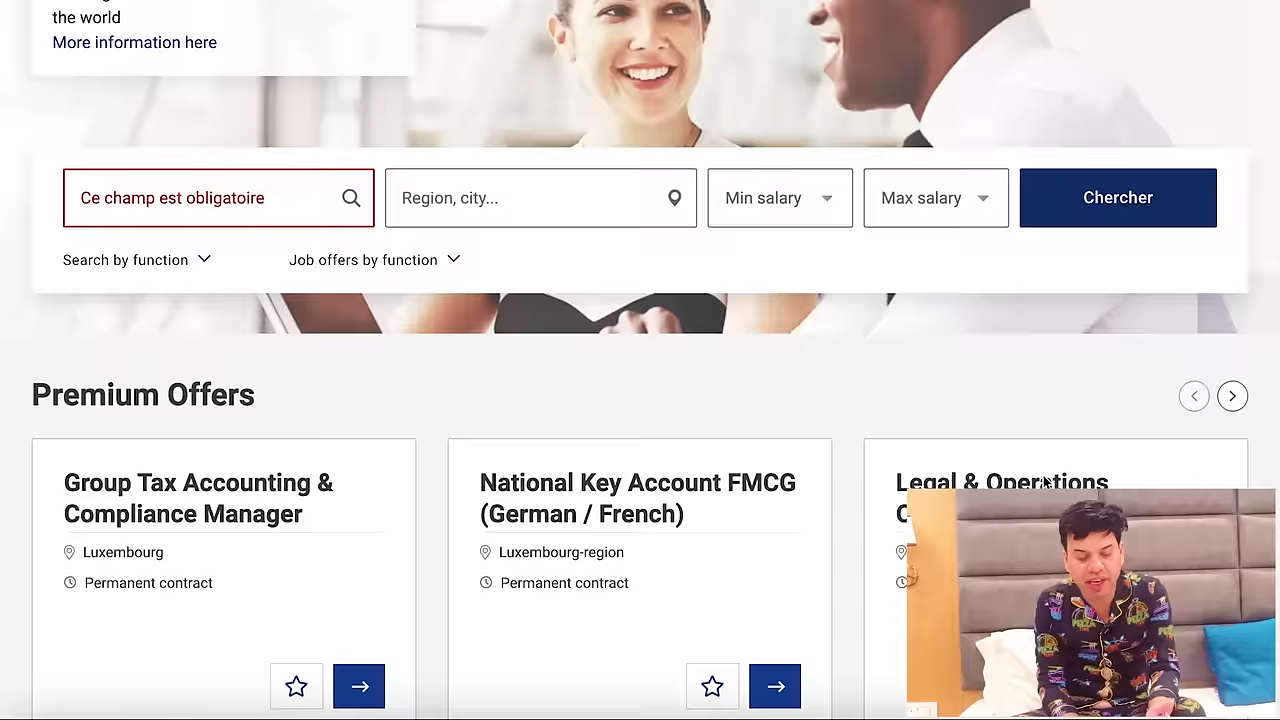 the world
More information here
Ce champ est obligatoire
Region, city...
Min salary
Max salary
Chercher
Search by function
Job offers by function
Premium Offers
Group Tax Accounting &
Compliance Manager
Luxembourg
Permanent contract
National Key Account FMCG
(German / French)
Luxembourg-region
Permanent contract
Legal & Operations